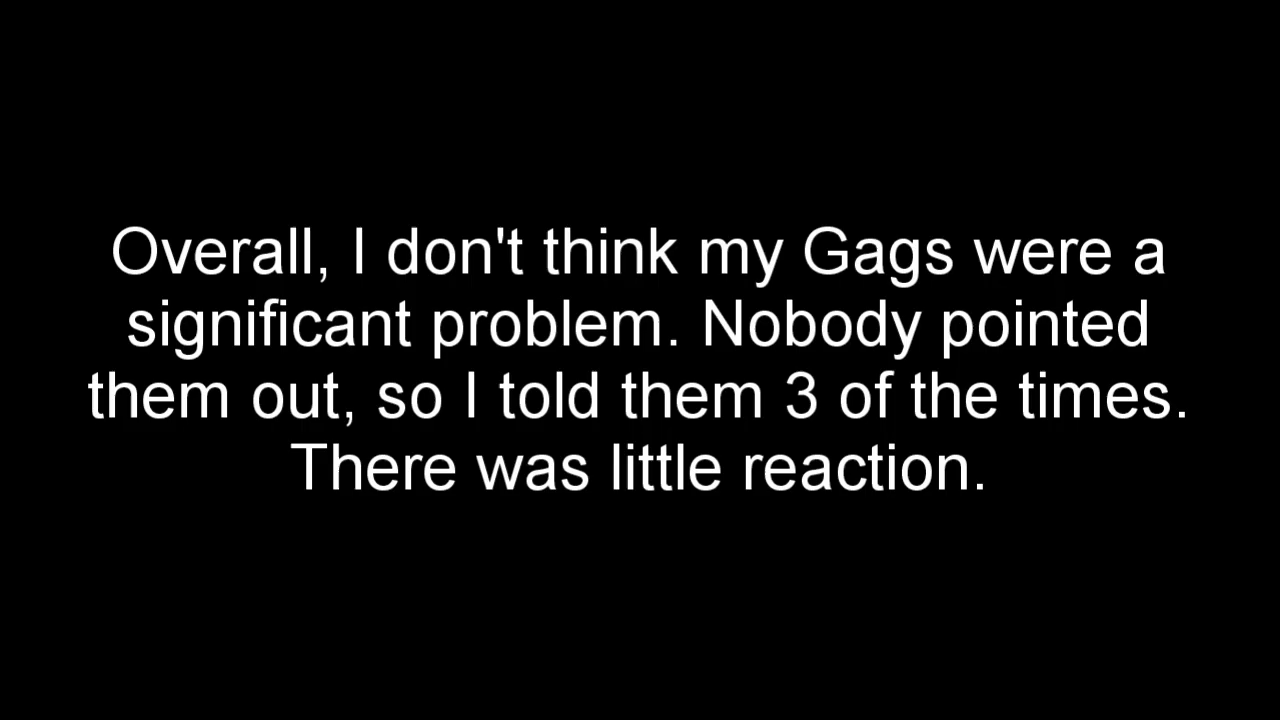 Overall, I don't think my Gags were a
significant problem. Nobody pointed
them out, so I told them 3 of the times.
There was little reaction.